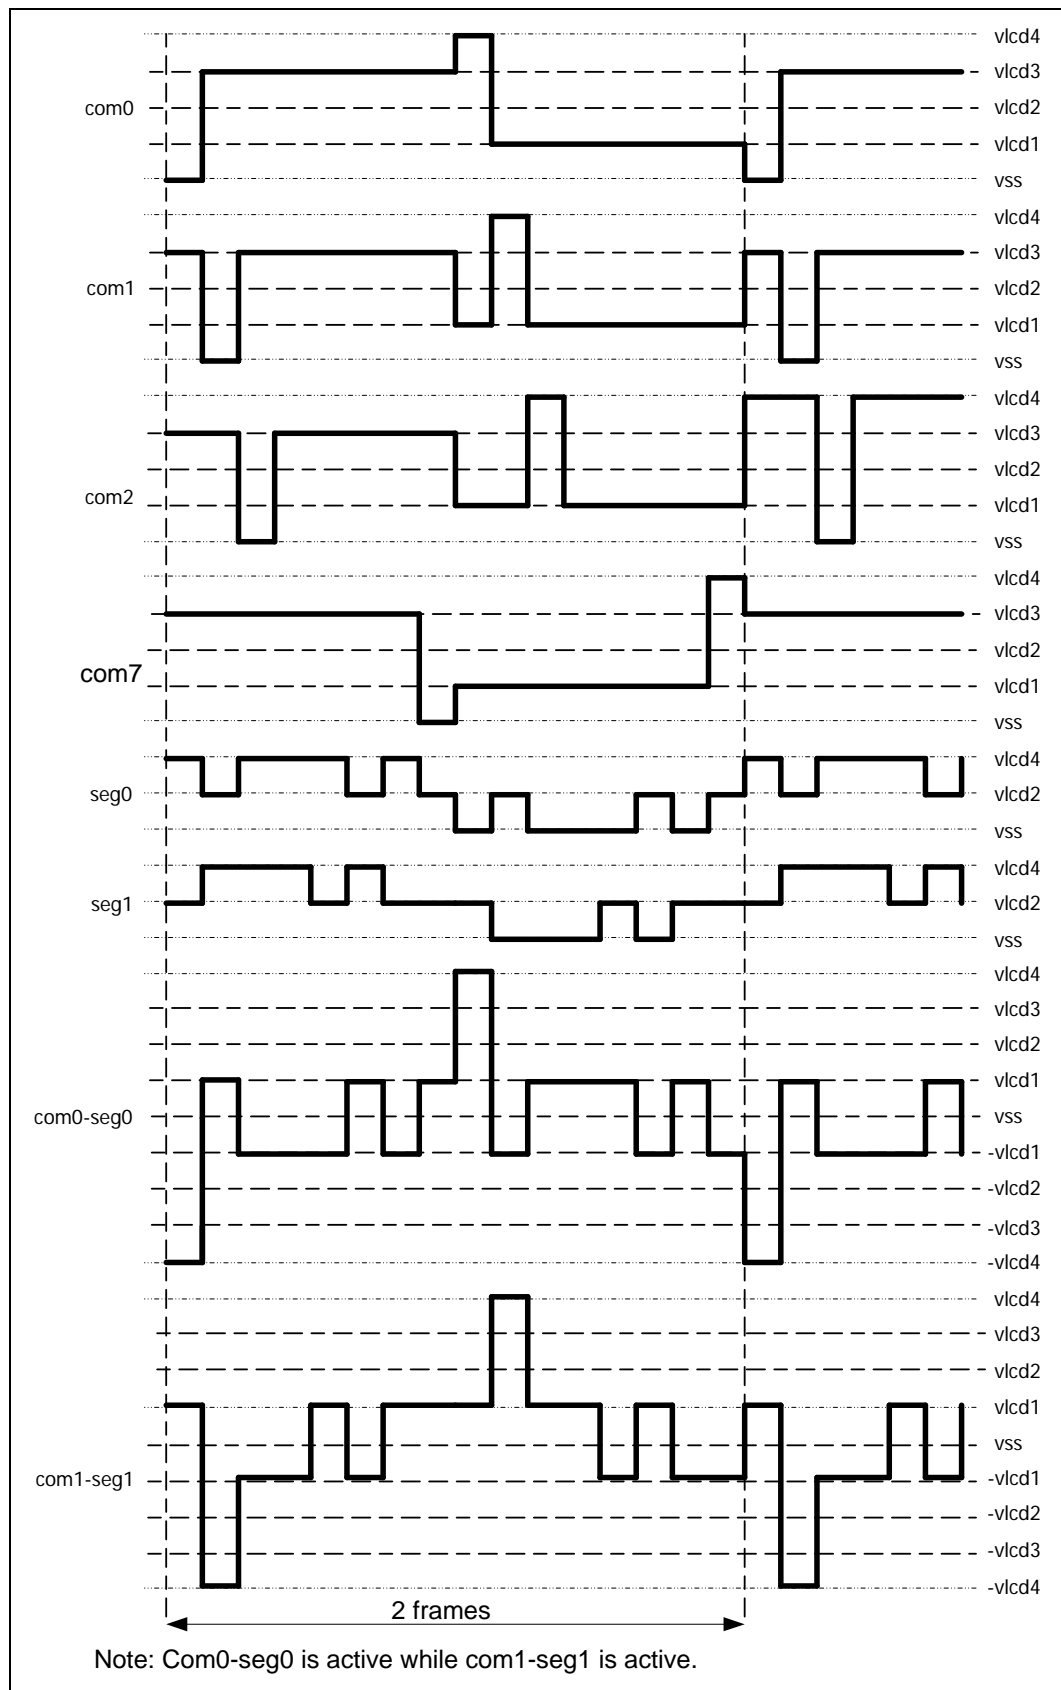 vlcd4
vlcd3
com0
vlcd2
vlcd1
vss
vlcd4
vlcd3
com1
vlcd2
vlcd1
vss
vlcd4
vlcd3
vlcd2
com2
vlcd1
vss
vlcd4
vlcd3
vlcd2
com7
vlcd1
vss
vlcd4
seg0
vlcd2
vss
vlcd4
seg1
vlcd2
vss
vlcd4
vlcd3
vlcd2
vlcd1
com0-seg0
vss
-vlcd1
-vlcd2
-vlcd3
-vlcd4
vlcd4
vlcd3
vlcd2
vlcd1
vss
com1-seg1
-vlcd1
-vlcd2
-vlcd3
-vlcd4
2 frames
Note: Com0-seg0 is active while com1-seg1 is active.